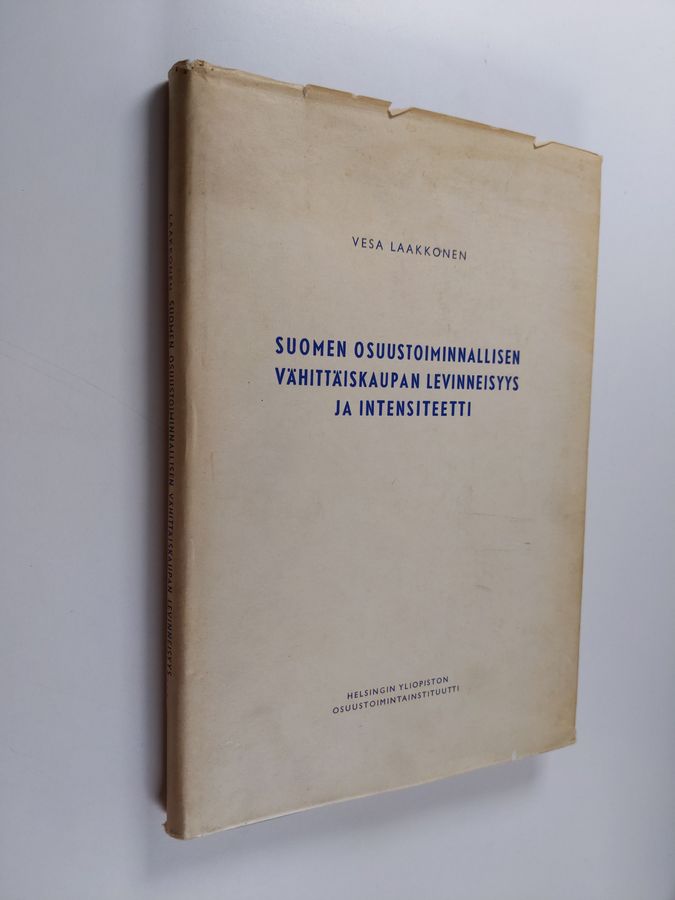 VESA LAAKKONEN
SUOMEN OSUUSTOIMINNALLISEN
VÄHITTÄISKAUPAN LEVINNEISYYS
JA INTENSITEETTI
HELSINGIN YLIOPISTON
OSUUSTOIMINTAINSTITUUTTI
LAAKKONEN SUOMEN OSUUSTOIMINNALLISEN VÄHITTÄISKAUPAN LEVINNEISYYS